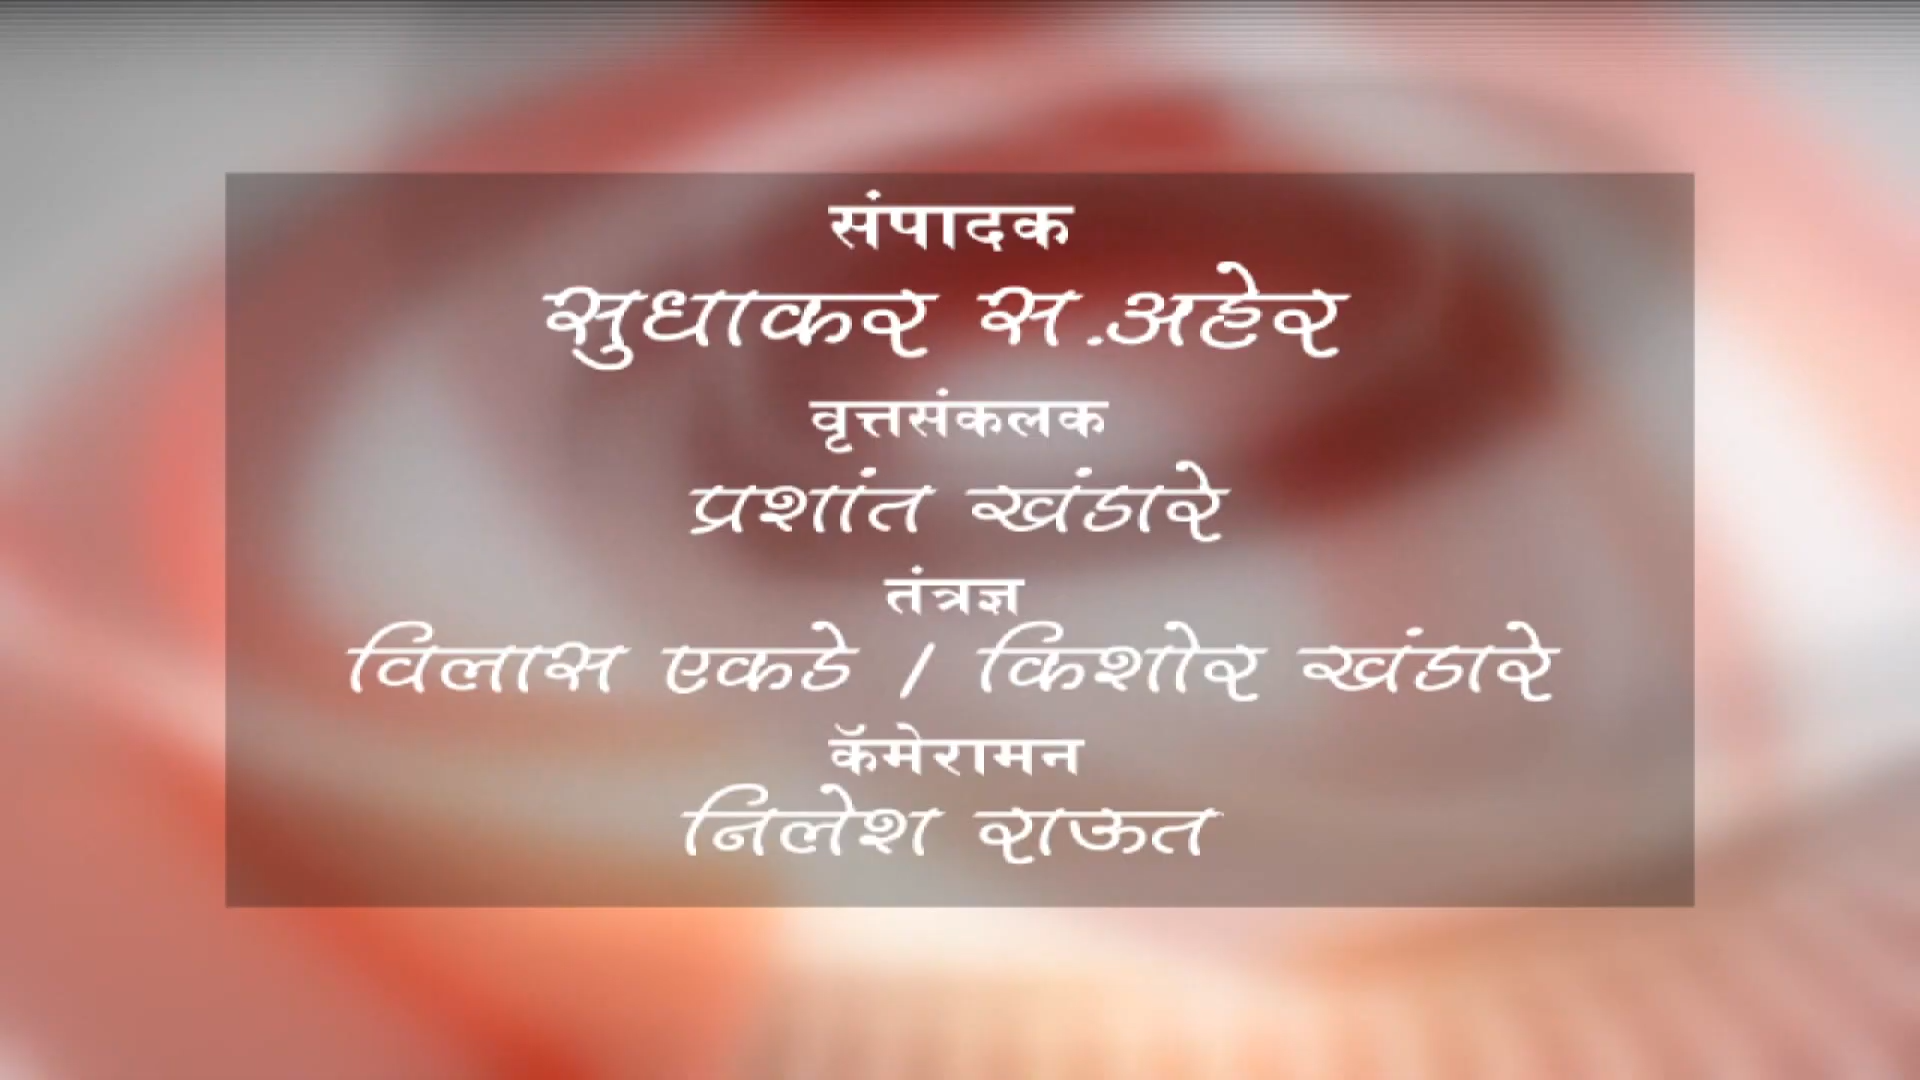 संपादक
सुधाकर स.अहेर
वृत्तसंकलक
प्रशांत खंडारे
तंत्रज्ञ
विलास एकडे / किशोर खंडारे
कॅमेरामन
निलेश राऊत